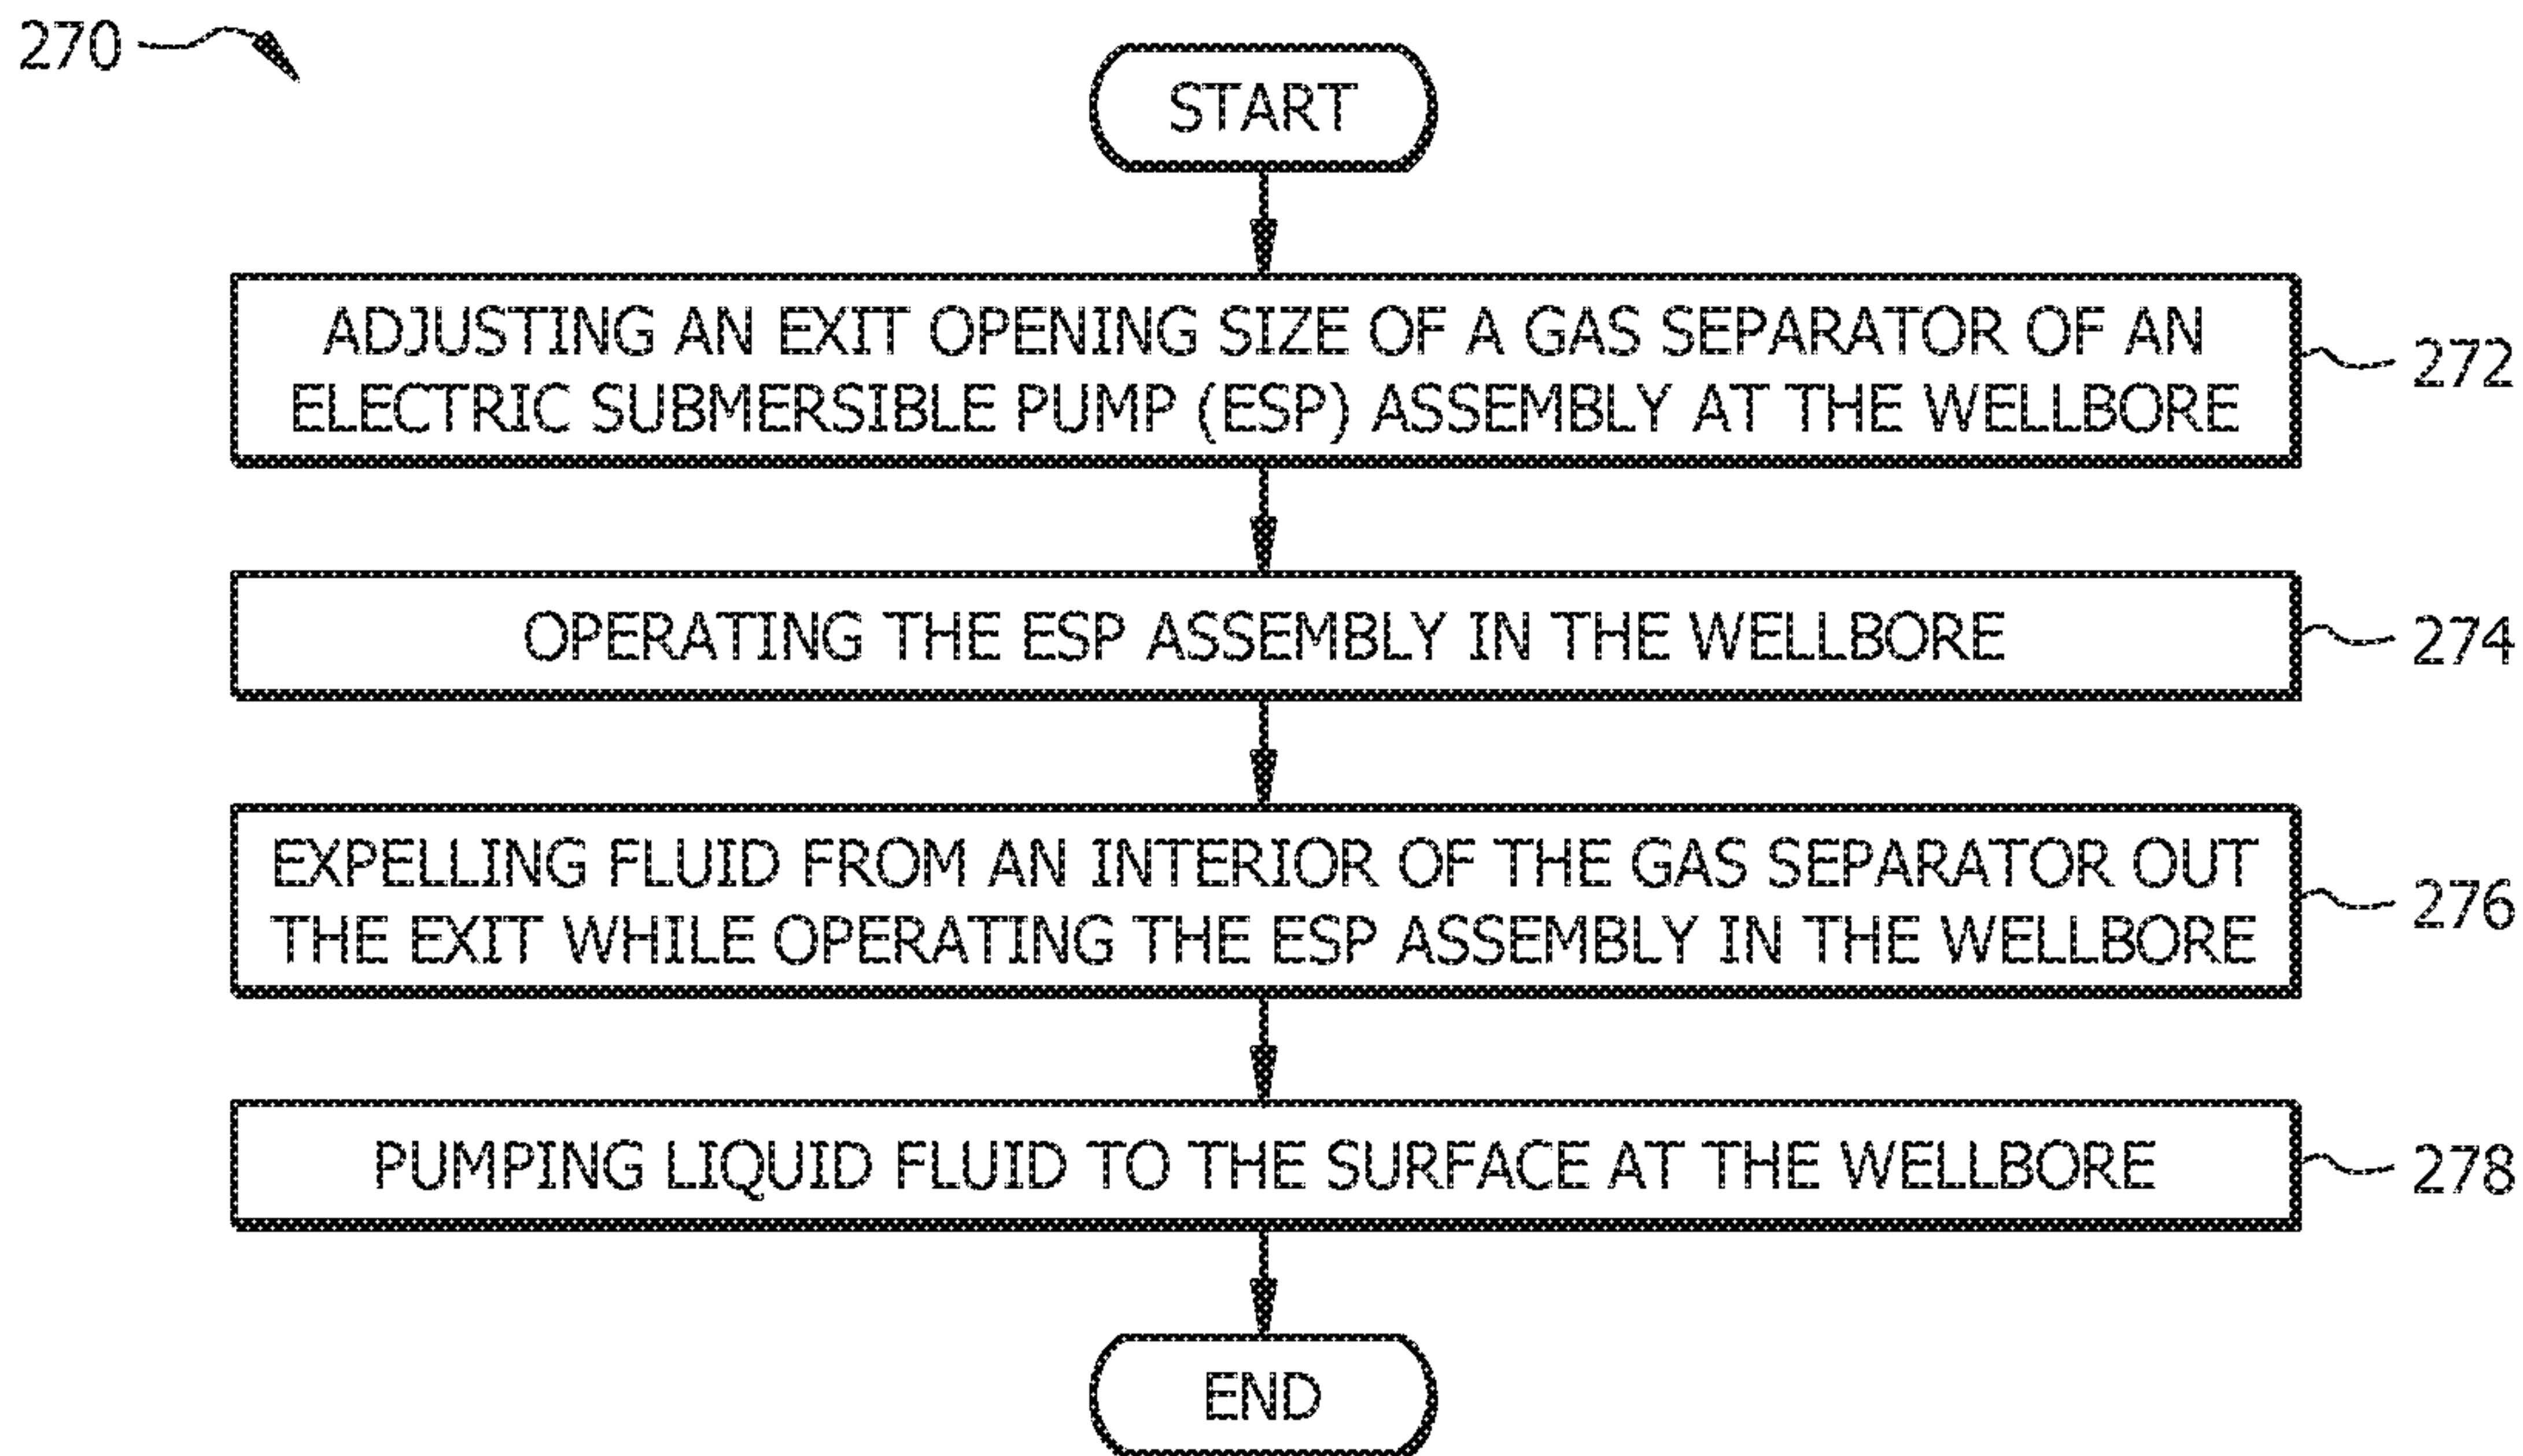 270
START
ADJUSTING AN EXIT OPENING SIZE OF A GAS SEPARATOR OF AN
ELECTRIC SUBMERSIBLE PUMP (ESP) ASSEMBLY AT THE WELLBORE
272
OPERATING THE ESP ASSEMBLY IN THE WELLBORE
274
EXPELLING FLUID FROM AN INTERIOR OF THE GAS SEPARATOR OUT
THE EXIT WHILE OPERATING THE ESP ASSEMBLY IN THE WELLBORE
276
PUMPING LIQUID FLUID TO THE SURFACE AT THE WELLBORE
278
END